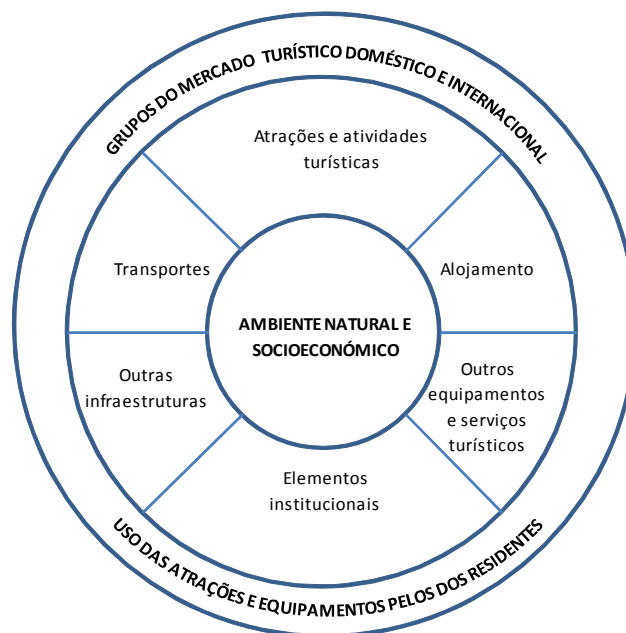 GRUPOS DO MERCADO TURÍSTICO DOMÉSTICO E INTERNACIONAL
Atrações e atividades
turísticas
Transportes
Alojamento
AMBIENTE NATURAL E
SOCIOECONÓMICO
Outras
infraestruturas
Outros
equipamentos
e serviços
turísticos
Elementos
institucionais
USO DAS ATRAÇÕES E EQUIPAMENTOS PELOS DOS RESIDENTES